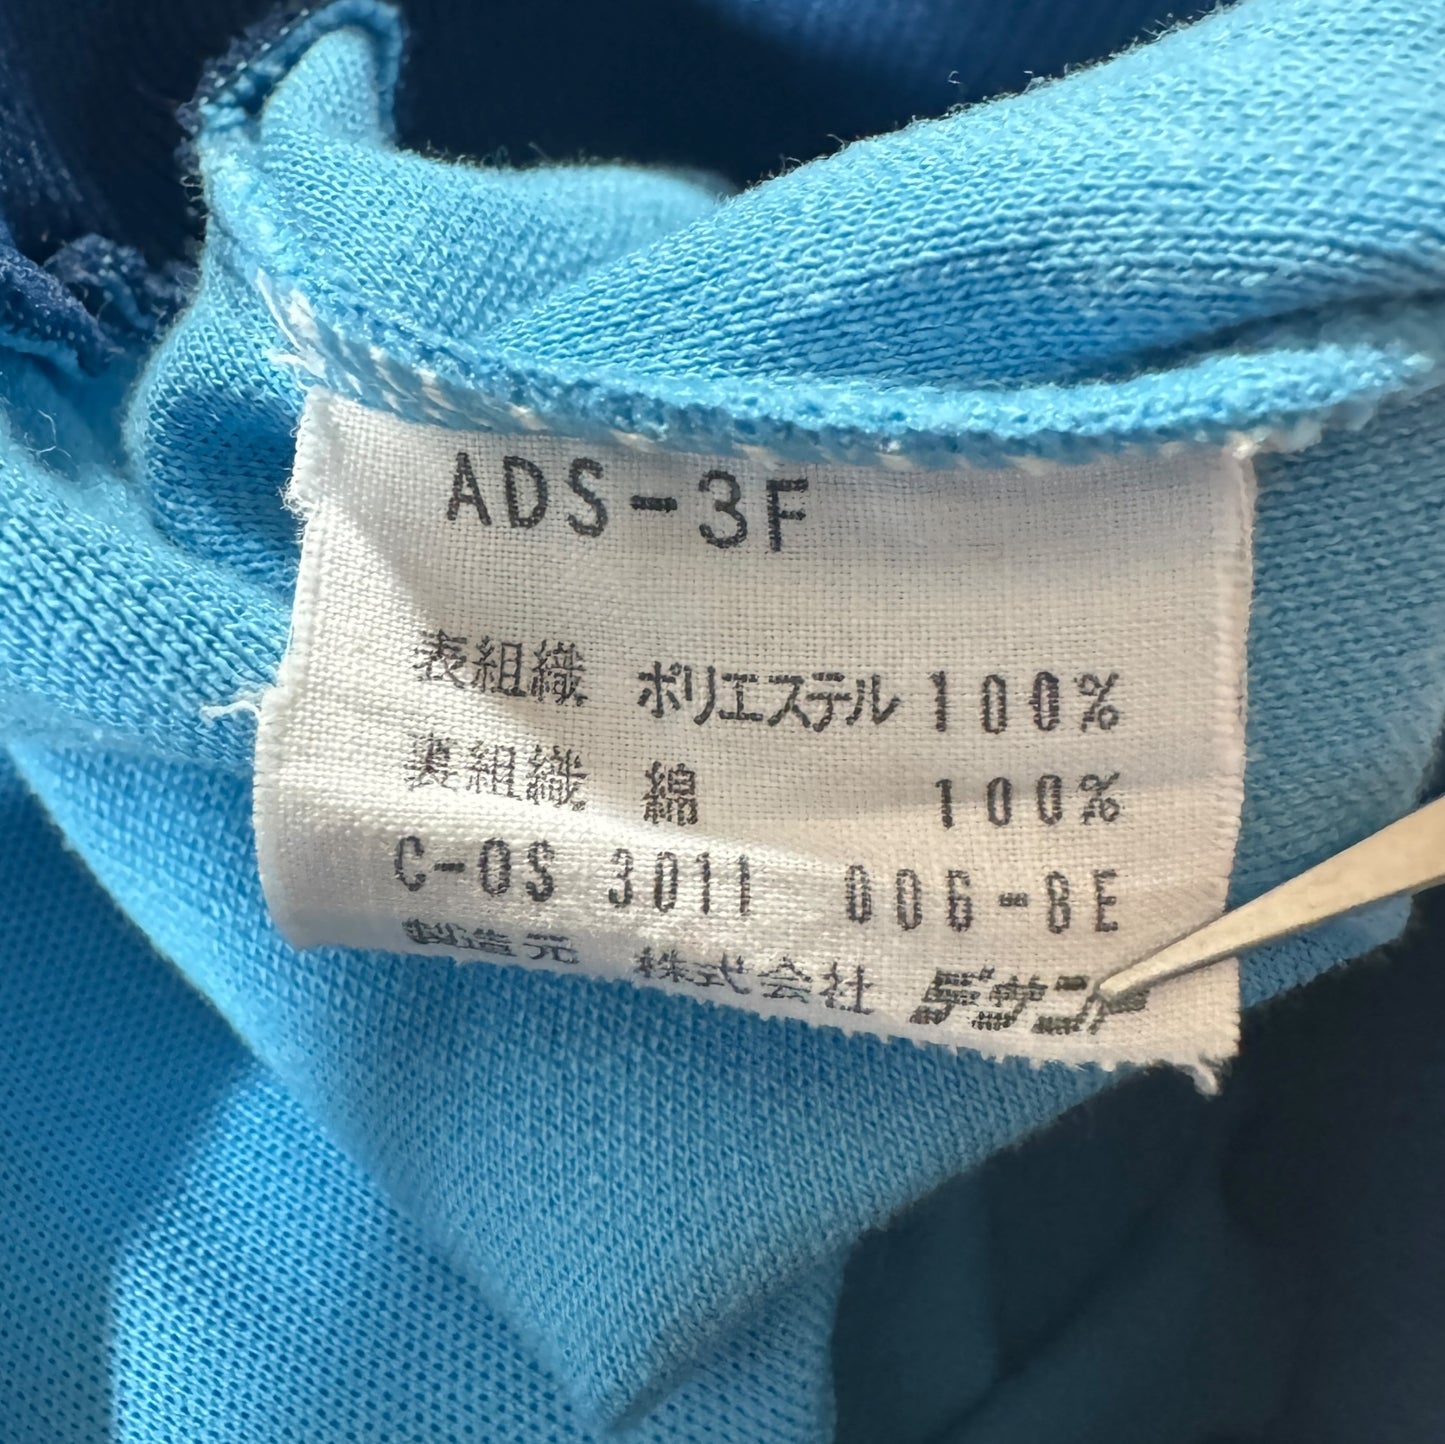 ADS-3F
表組織 ポリエステル 100%
裏組織 綿 100%
C-OS 3011 006-BE
製造元 株式会社 デサント